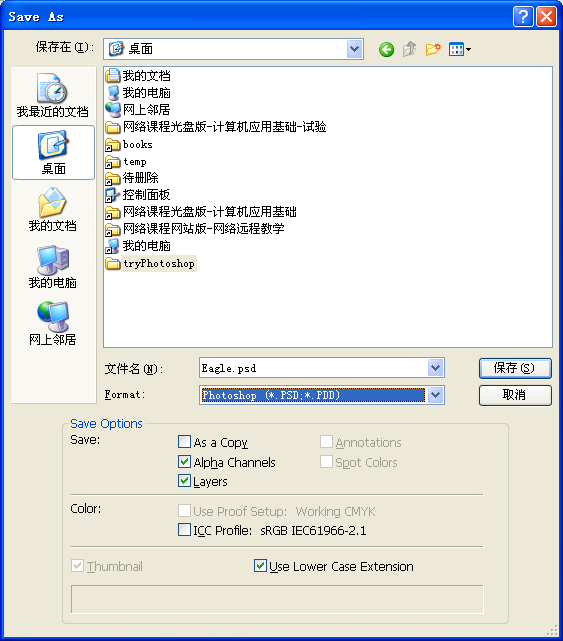 Save As
保存在(I):
桌面
我最近的文档
桌面
我的文档
我的电脑
网上邻居
我的文档
我的电脑
网上邻居
网络课程光盘版-计算机应用基础-试验
books
temp
待删除
控制面板
网络课程光盘版-计算机应用基础
网络课程网站版-网络远程教学
我的电脑
tryPhotoshop
文件名(N):
Eagle.psd
保存(S)
Format:
Photoshop (*.PSD;*.PDD)
取消
Save Options
Save:
As a Copy
Annotations
Alpha Channels
Spot Colors
Layers
Color:
Use Proof Setup: Working CMYK
ICC Profile: sRGB IEC61966-2.1
Thumbnail
Use Lower Case Extension